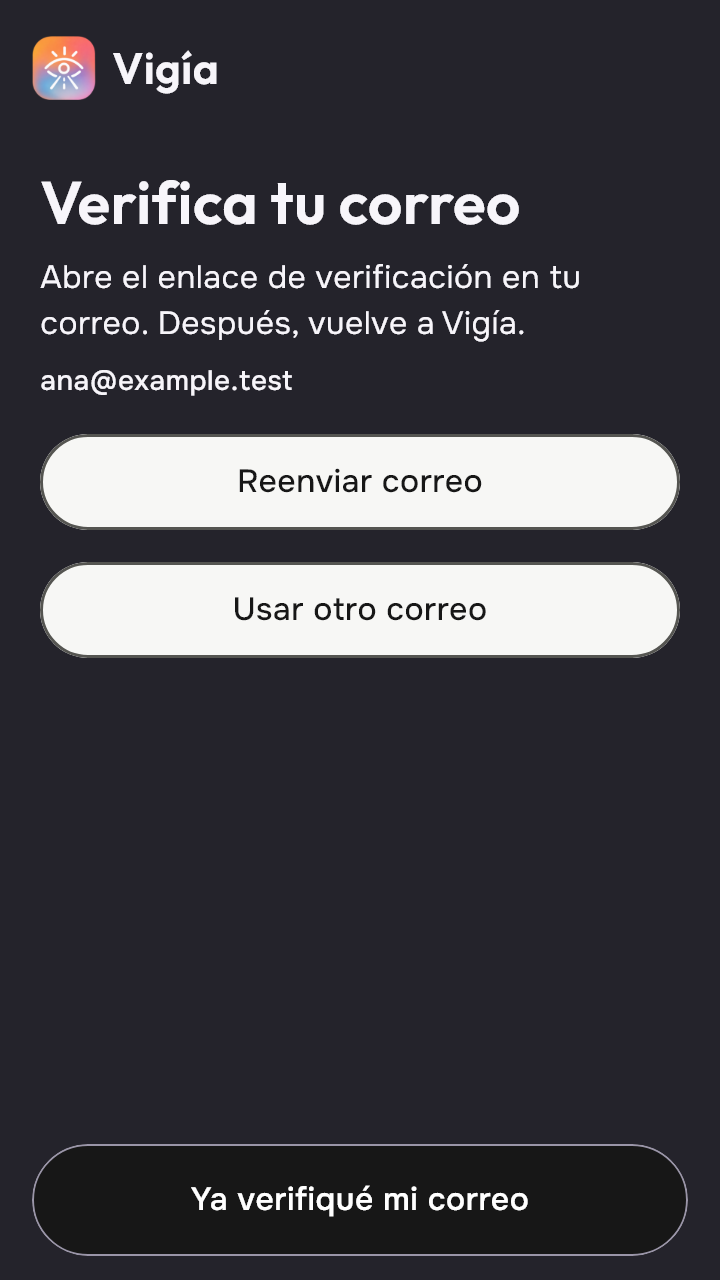 Vigía
Verifica tu correo
Abre el enlace de verificación en tu
correo. Después, vuelve a Vigía.
ana@example.test
Reenviar correo
Usar otro correo
Ya verifiqué mi correo